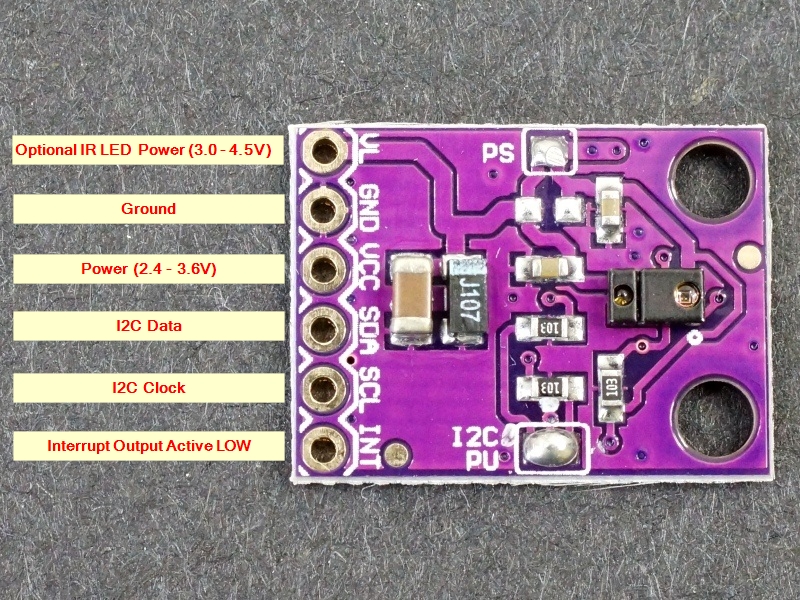 Optional IR LED Power (3.0 - 4.5V)
VL
PS
Ground
GND
Power (2.4 - 3.6V)
VCC
J107
I2C Data
SDA
103
I2C Clock
SCL
103
103
Interrupt Output Active LOW
INT
I2C
PU